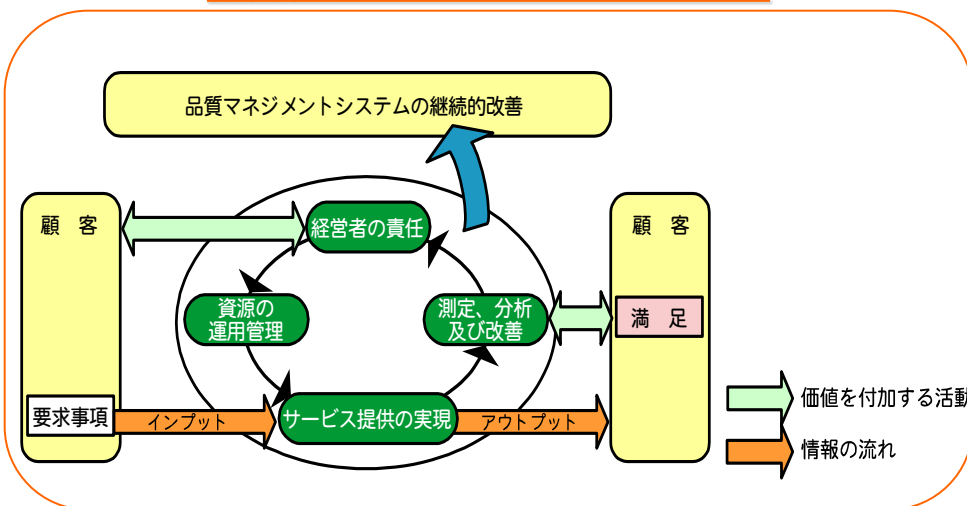 品質マネジメントシステムの継続的改善
顧　客
経営者の責任
顧　客
資源の
運用管理
測定、分析
及び改善
満　足
要求事項
インプット
サービス提供の実現
アウトプット
価値を付加する活動
情報の流れ